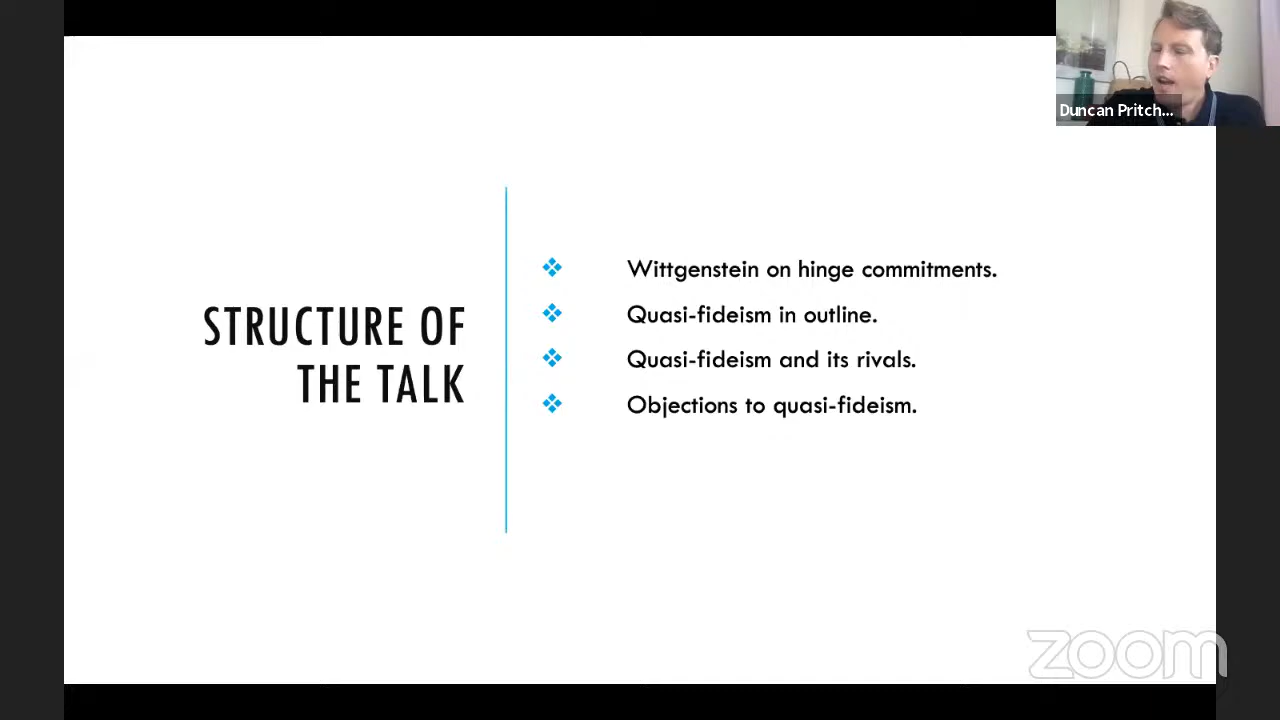 Duncan Pritch...
STRUCTURE OF
THE TALK
Wittgenstein on hinge commitments.
Quasi-fideism in outline.
Quasi-fideism and its rivals.
Objections to quasi-fideism.
zoom